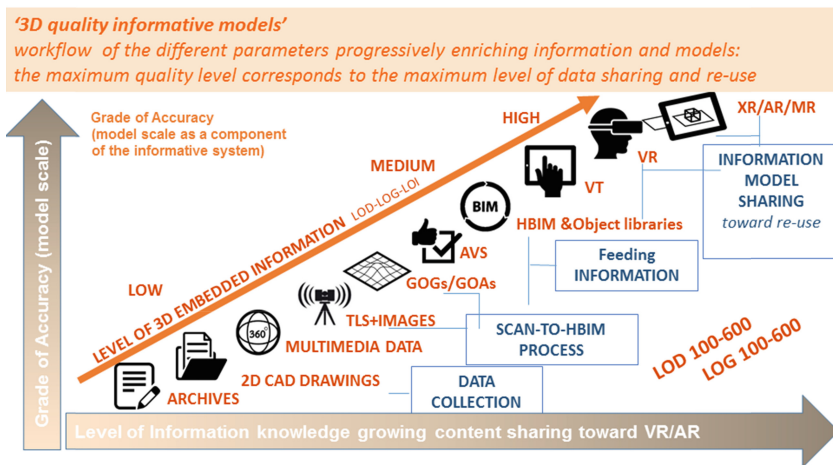 ‘3D quality informative models’
workflow of the different parameters progressively enriching information and models:
the maximum quality level corresponds to the maximum level of data sharing and re-use
Grade of Accuracy
(model scale as a component
of the informative system)
HIGH
XR/AR/MR
MEDIUM
VR
INFORMATION
MODEL
SHARING
toward re-use
VT
LEVEL OF 3D EMBEDDED INFORMATION LOD-LOG-LOI
BIM
HBIM &Object libraries
AVS
Feeding
INFORMATION
LOW
GOGs/GOAs
360°
TLS+IMAGES
SCAN-TO-HBIM
PROCESS
MULTIMEDIA DATA
LOD 100-600
LOG 100-600
2D CAD DRAWINGS
DATA
COLLECTION
ARCHIVES
Grade of Accuracy (model scale)
Level of Information knowledge growing content sharing toward VR/AR